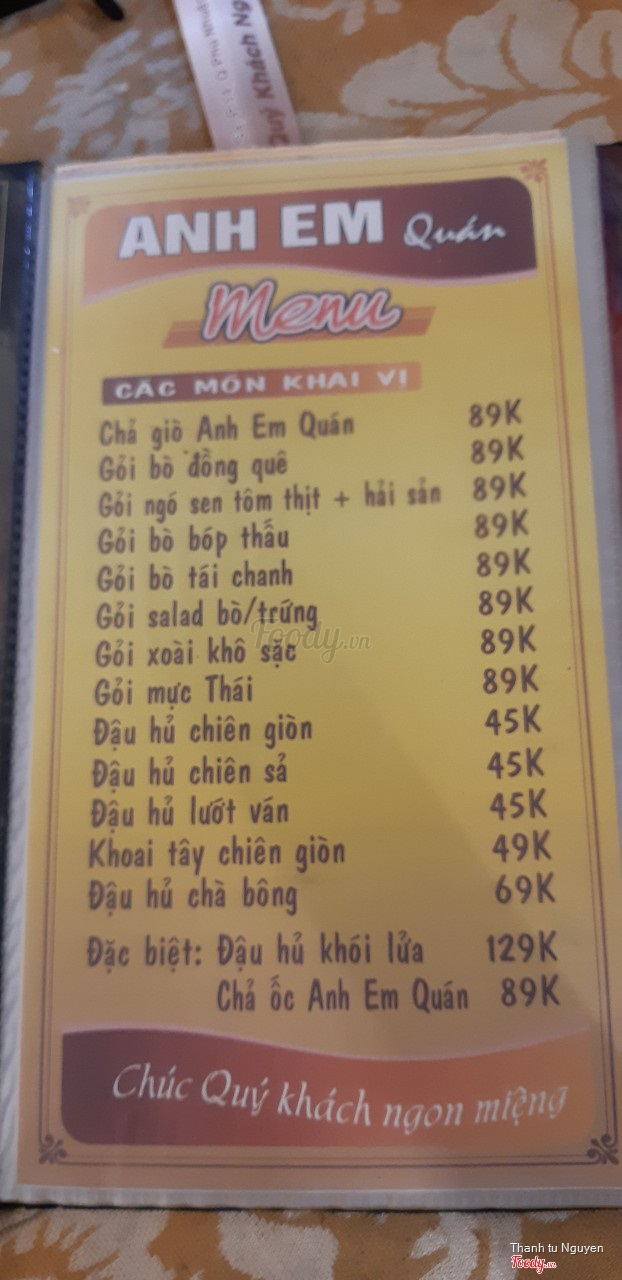 Quý Khách Ng
ANH EM Quán
Menu
CÁC MÓN KHAI VỊ
Chả giò Anh Em Quán 89K
Gỏi bò đồng quê 89K
Gỏi ngó sen tôm thịt + hải sản 89K
Gỏi bò bóp thấu 89K
Gỏi bò tái chanh 89K
Gỏi salad bò/trứng 89K
Gỏi xoài khô sặc 89K
Gỏi mực Thái 89K
Đậu hủ chiên giòn 45K
Đậu hủ chiên sả 45K
Đậu hủ lướt ván 45K
Khoai tây chiên giòn 49K
Đậu hủ chà bông 69K
Đặc biệt: Đậu hủ khói lửa 129K
Chả ốc Anh Em Quán 89K
Chúc Quý khách ngon miệng
Foody.vn
Thanh tu Nguyen
Foody.vn